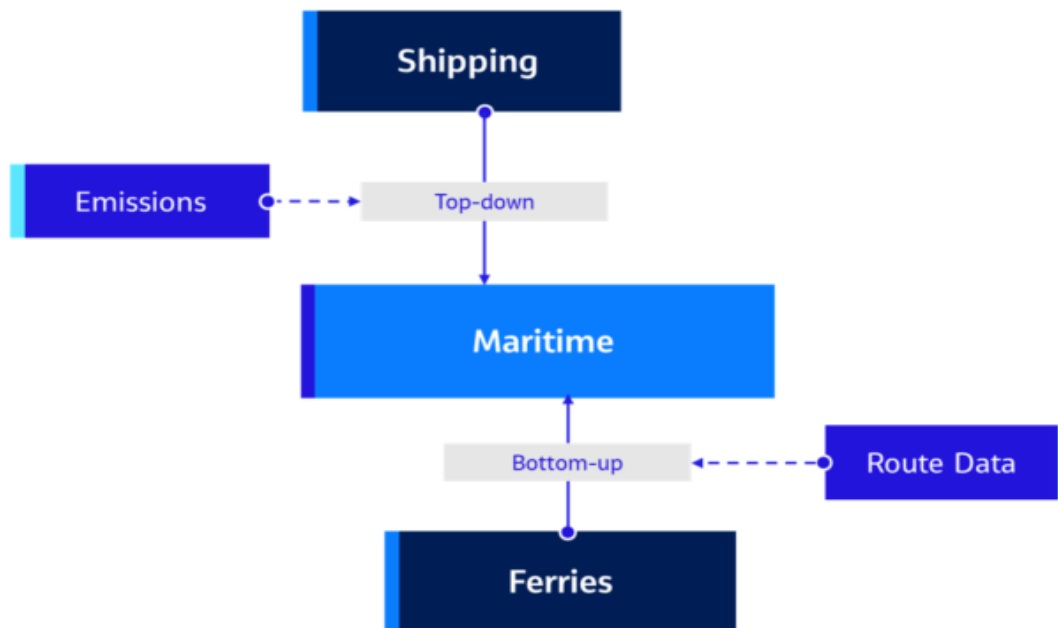 Shipping
Emissions
Top-down
Maritime
Bottom-up
Route Data
Ferries